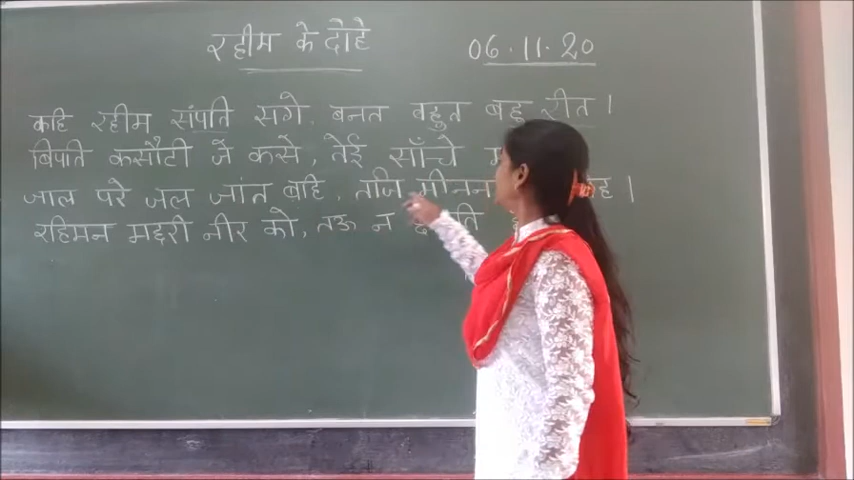 रहीम के दोहे
06.11.20
कहि रहीम संपति सगे, बनत बहुत बहु रीत।
बिपति कसौटी जे कसे, तेई साँचे
जाल परे जल जात बहि, तजि मीनन
रहिमन मछरी नीर को, तऊ न